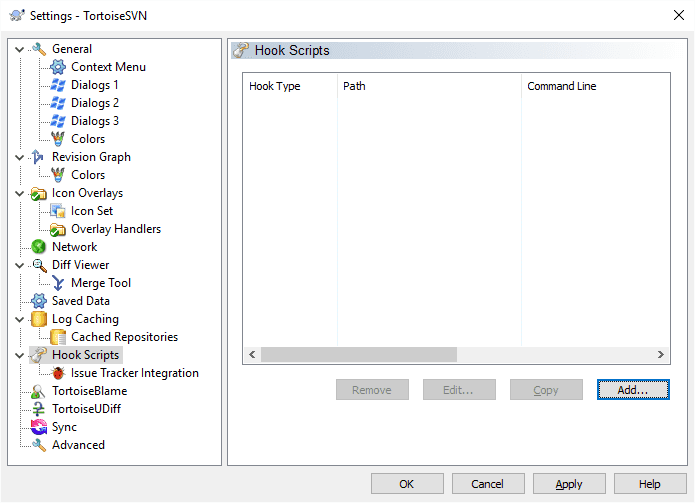 Settings - TortoiseSVN
General
Context Menu
Dialogs 1
Dialogs 2
Dialogs 3
Colors
Revision Graph
Colors
Icon Overlays
Icon Set
Overlay Handlers
Network
Diff Viewer
Merge Tool
Saved Data
Log Caching
Cached Repositories
Hook Scripts
Issue Tracker Integration
TortoiseBlame
TortoiseUDiff
Sync
Advanced
Hook Scripts
Hook Type Path Command Line
Remove Edit... Copy Add...
OK Cancel Apply Help